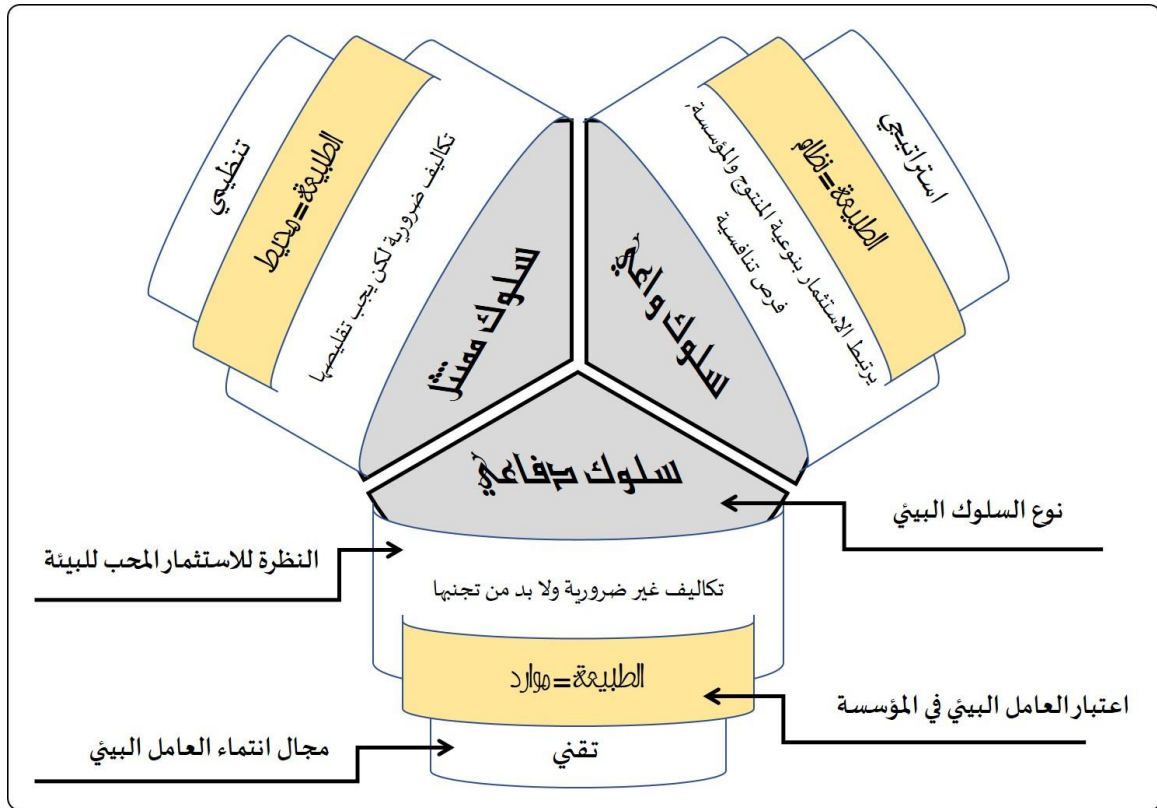 استراتيجي
الطبيعة=نظام
يرتبط الاستثمار بنوعية المنتوج والمؤسسة,
فرص تنافسية
سلوك واعي
تنظيمي
الطبيعة=محيط
تكاليف ضرورية لكن يجب تقليصها
سلوك ممتثل
سلوك دفاعي
نوع السلوك البيئي
النظرة للاستثمار المحب للبيئة
تكاليف غير ضرورية ولا بد من تجنبها
الطبيعة=موارد
اعتبار العامل البيئي في المؤسسة
تقني
مجال انتماء العامل البيئي